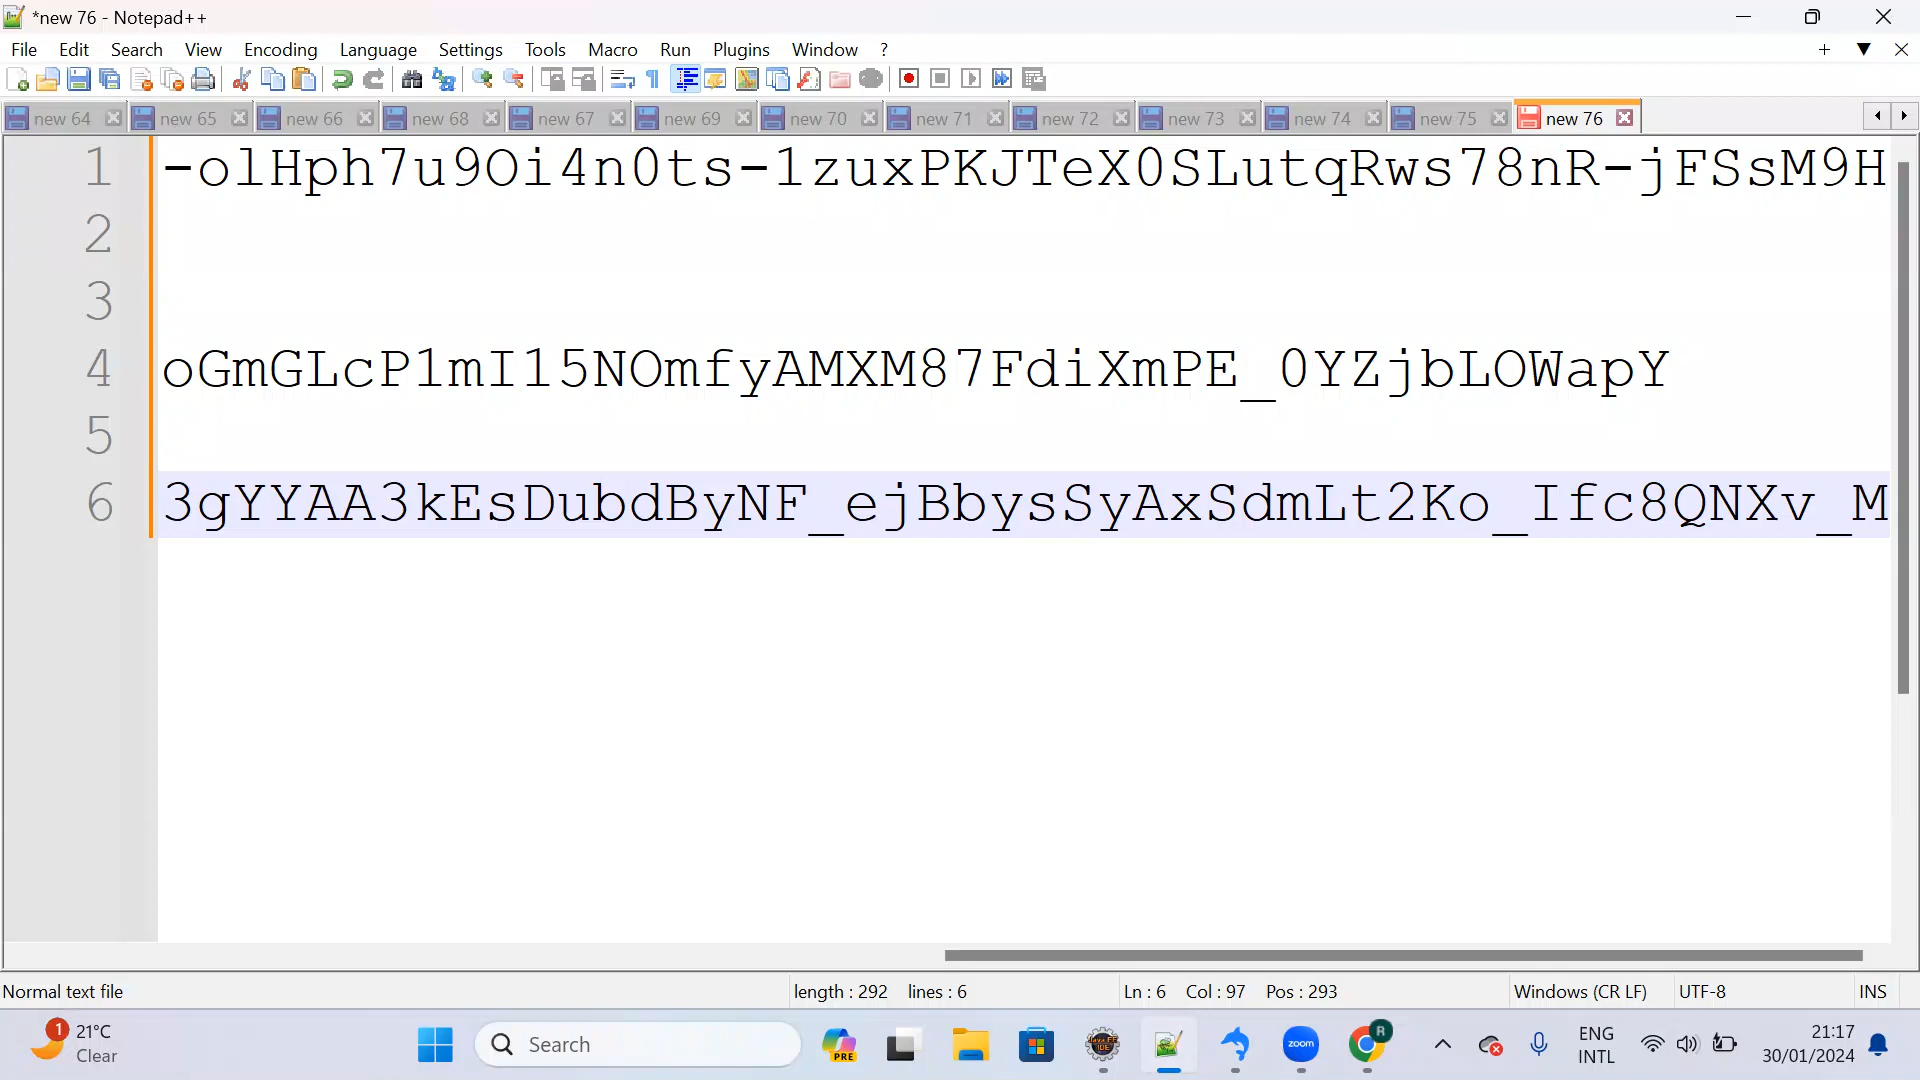 *new 76 - Notepad++
File Edit Search View Encoding Language Settings Tools Macro Run Plugins Window ?
new 64 new 65 new 66 new 68 new 67 new 69 new 70 new 71 new 72 new 73 new 74 new 75 new 76
1 -olHph7u9Oi4n0ts-1zuxPKJTeX0SLutqRws78nR-jFSsM9H
2
3
4 oGmGLcP1mI15NOmfyAMXM87FdiXmPE_0YZjbLOWapY
5
6 3gYYAA3kEsDubdByNF_ejBbysSyAxSdmLt2Ko_Ifc8QNXv_M
Normal text file length : 292 lines : 6 Ln : 6 Col : 97 Pos : 293 Windows (CR LF) UTF-8 INS
1 21°C
Clear
Search
PRE
zoom
R
ENG
INTL
21:17
30/01/2024